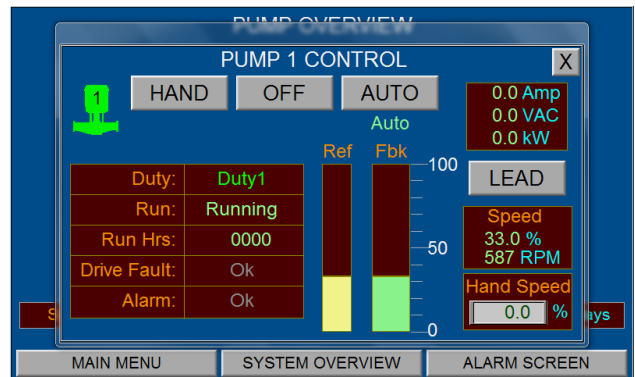 PUMP OVERVIEW
PUMP 1 CONTROL
X
1
HAND
OFF
AUTO
Auto
0.0 Amp
0.0 VAC
0.0 kW
Ref
Fbk
100
50
0
LEAD
Duty: Duty1
Run: Running
Run Hrs: 0000
Drive Fault: Ok
Alarm: Ok
Speed
33.0 %
587 RPM
Hand Speed
0.0 %
MAIN MENU
SYSTEM OVERVIEW
ALARM SCREEN